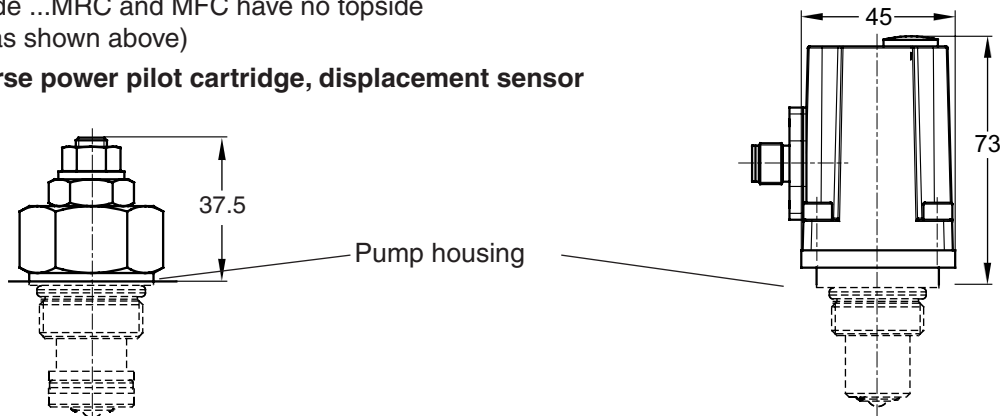 de ...MRC and MFC have no topside
as shown above)
rse power pilot cartridge, displacement sensor
45
73
37.5
Pump housing